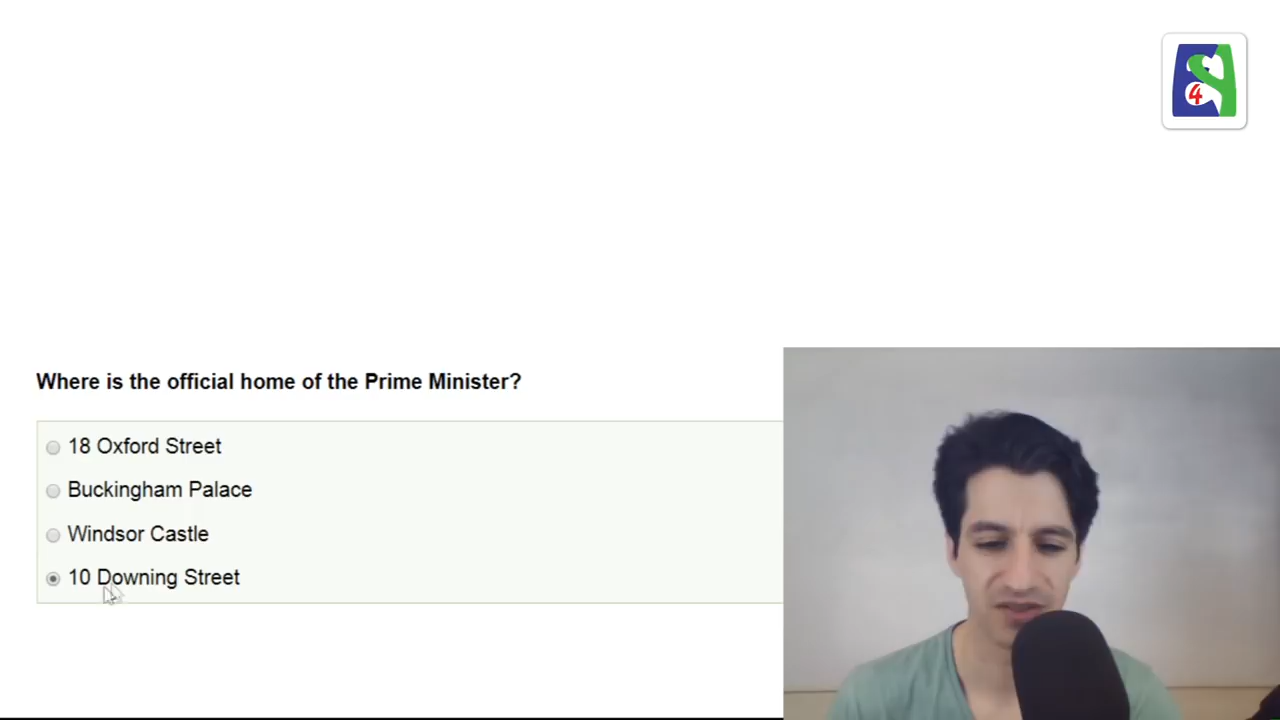 4
Where is the official home of the Prime Minister?
18 Oxford Street
Buckingham Palace
Windsor Castle
10 Downing Street